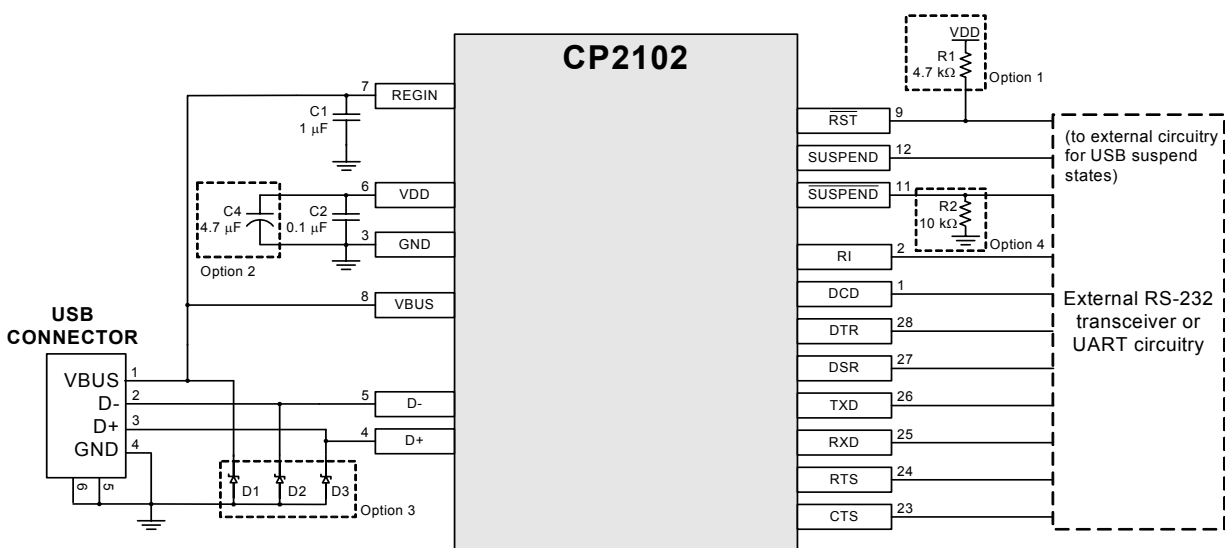 CP2102
7
REGIN
C1
1 μF
6
VDD
C4
4.7 μF
C2
0.1 μF
3
GND
Option 2
8
VBUS
USB
CONNECTOR
VBUS
1
D-
2
D+
3
GND
4
6
5
5
D-
4
D+
D1
D2
D3
Option 3
VDD
R1
4.7 kΩ
Option 1
RST
9
SUSPEND
12
SUSPEND
11
R2
10 kΩ
Option 4
RI
2
DCD
1
DTR
28
DSR
27
TXD
26
RXD
25
RTS
24
CTS
23
(to external circuitry
for USB suspend
states)
External RS-232
transceiver or
UART circuitry